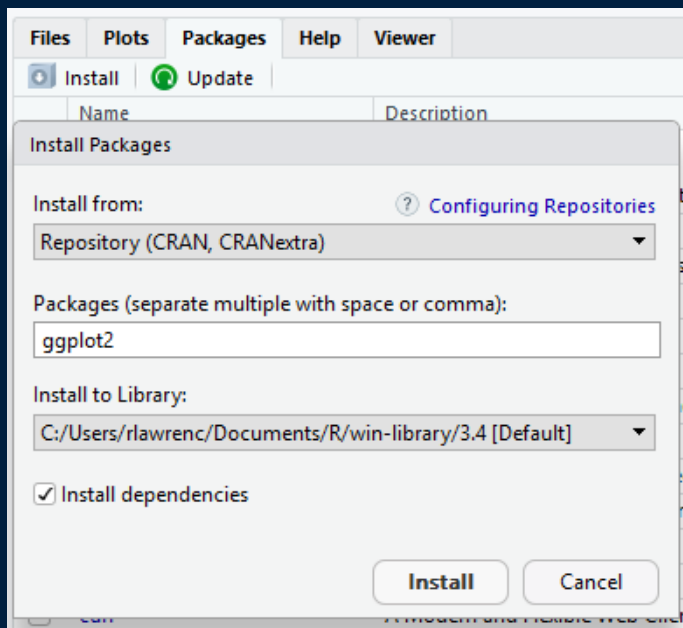 Files Plots Packages Help Viewer
Install Update
Name Description
Install Packages
Install from: ? Configuring Repositories
Repository (CRAN, CRANextra)
Packages (separate multiple with space or comma):
ggplot2
Install to Library:
C:/Users/rlawrenc/Documents/R/win-library/3.4 [Default]
Install dependencies
Install Cancel